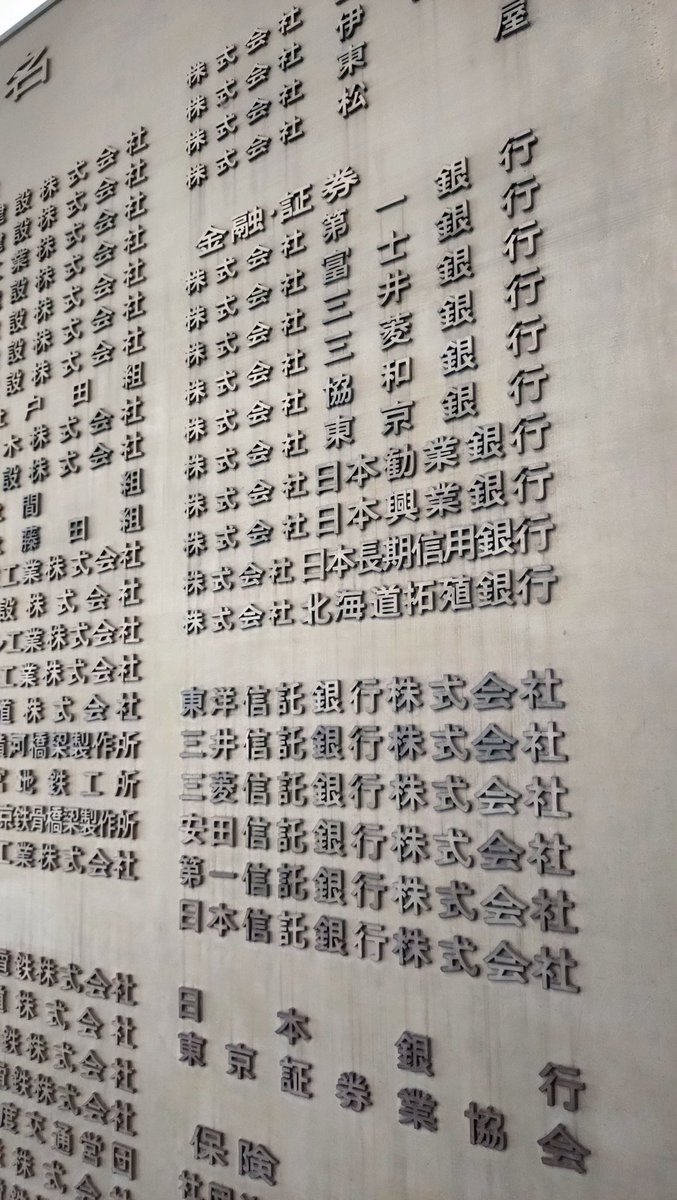 名
設株式会社
設株式会社
業株式会社
設株式会社
設株式会社
設株式会社
設株式会社
戸田組
木株式会社
設株式会社
間組
藤田組
工業株式会社
設株式会社
工業株式会社
工業株式会社
株式会社
河橋梁製作所
地鉄工所
京鉄骨橋梁製作所
工業株式会社
鉄株式会社
株式会社
鉄株式会社
鉄株式会社
度交通営団
鉄株式会社
株式会社
株式会社伊
株式会社東
株式会社松屋
金融・証券
株式会社第一銀行
株式会社富士銀行
株式会社三井銀行
株式会社三菱銀行
株式会社協和銀行
株式会社東京銀行
株式会社日本勧業銀行
株式会社日本興業銀行
株式会社日本長期信用銀行
株式会社北海道拓殖銀行
東洋信託銀行株式会社
三井信託銀行株式会社
三菱信託銀行株式会社
安田信託銀行株式会社
第一信託銀行株式会社
日本信託銀行株式会社
日本銀行
東京証券業協会
保険